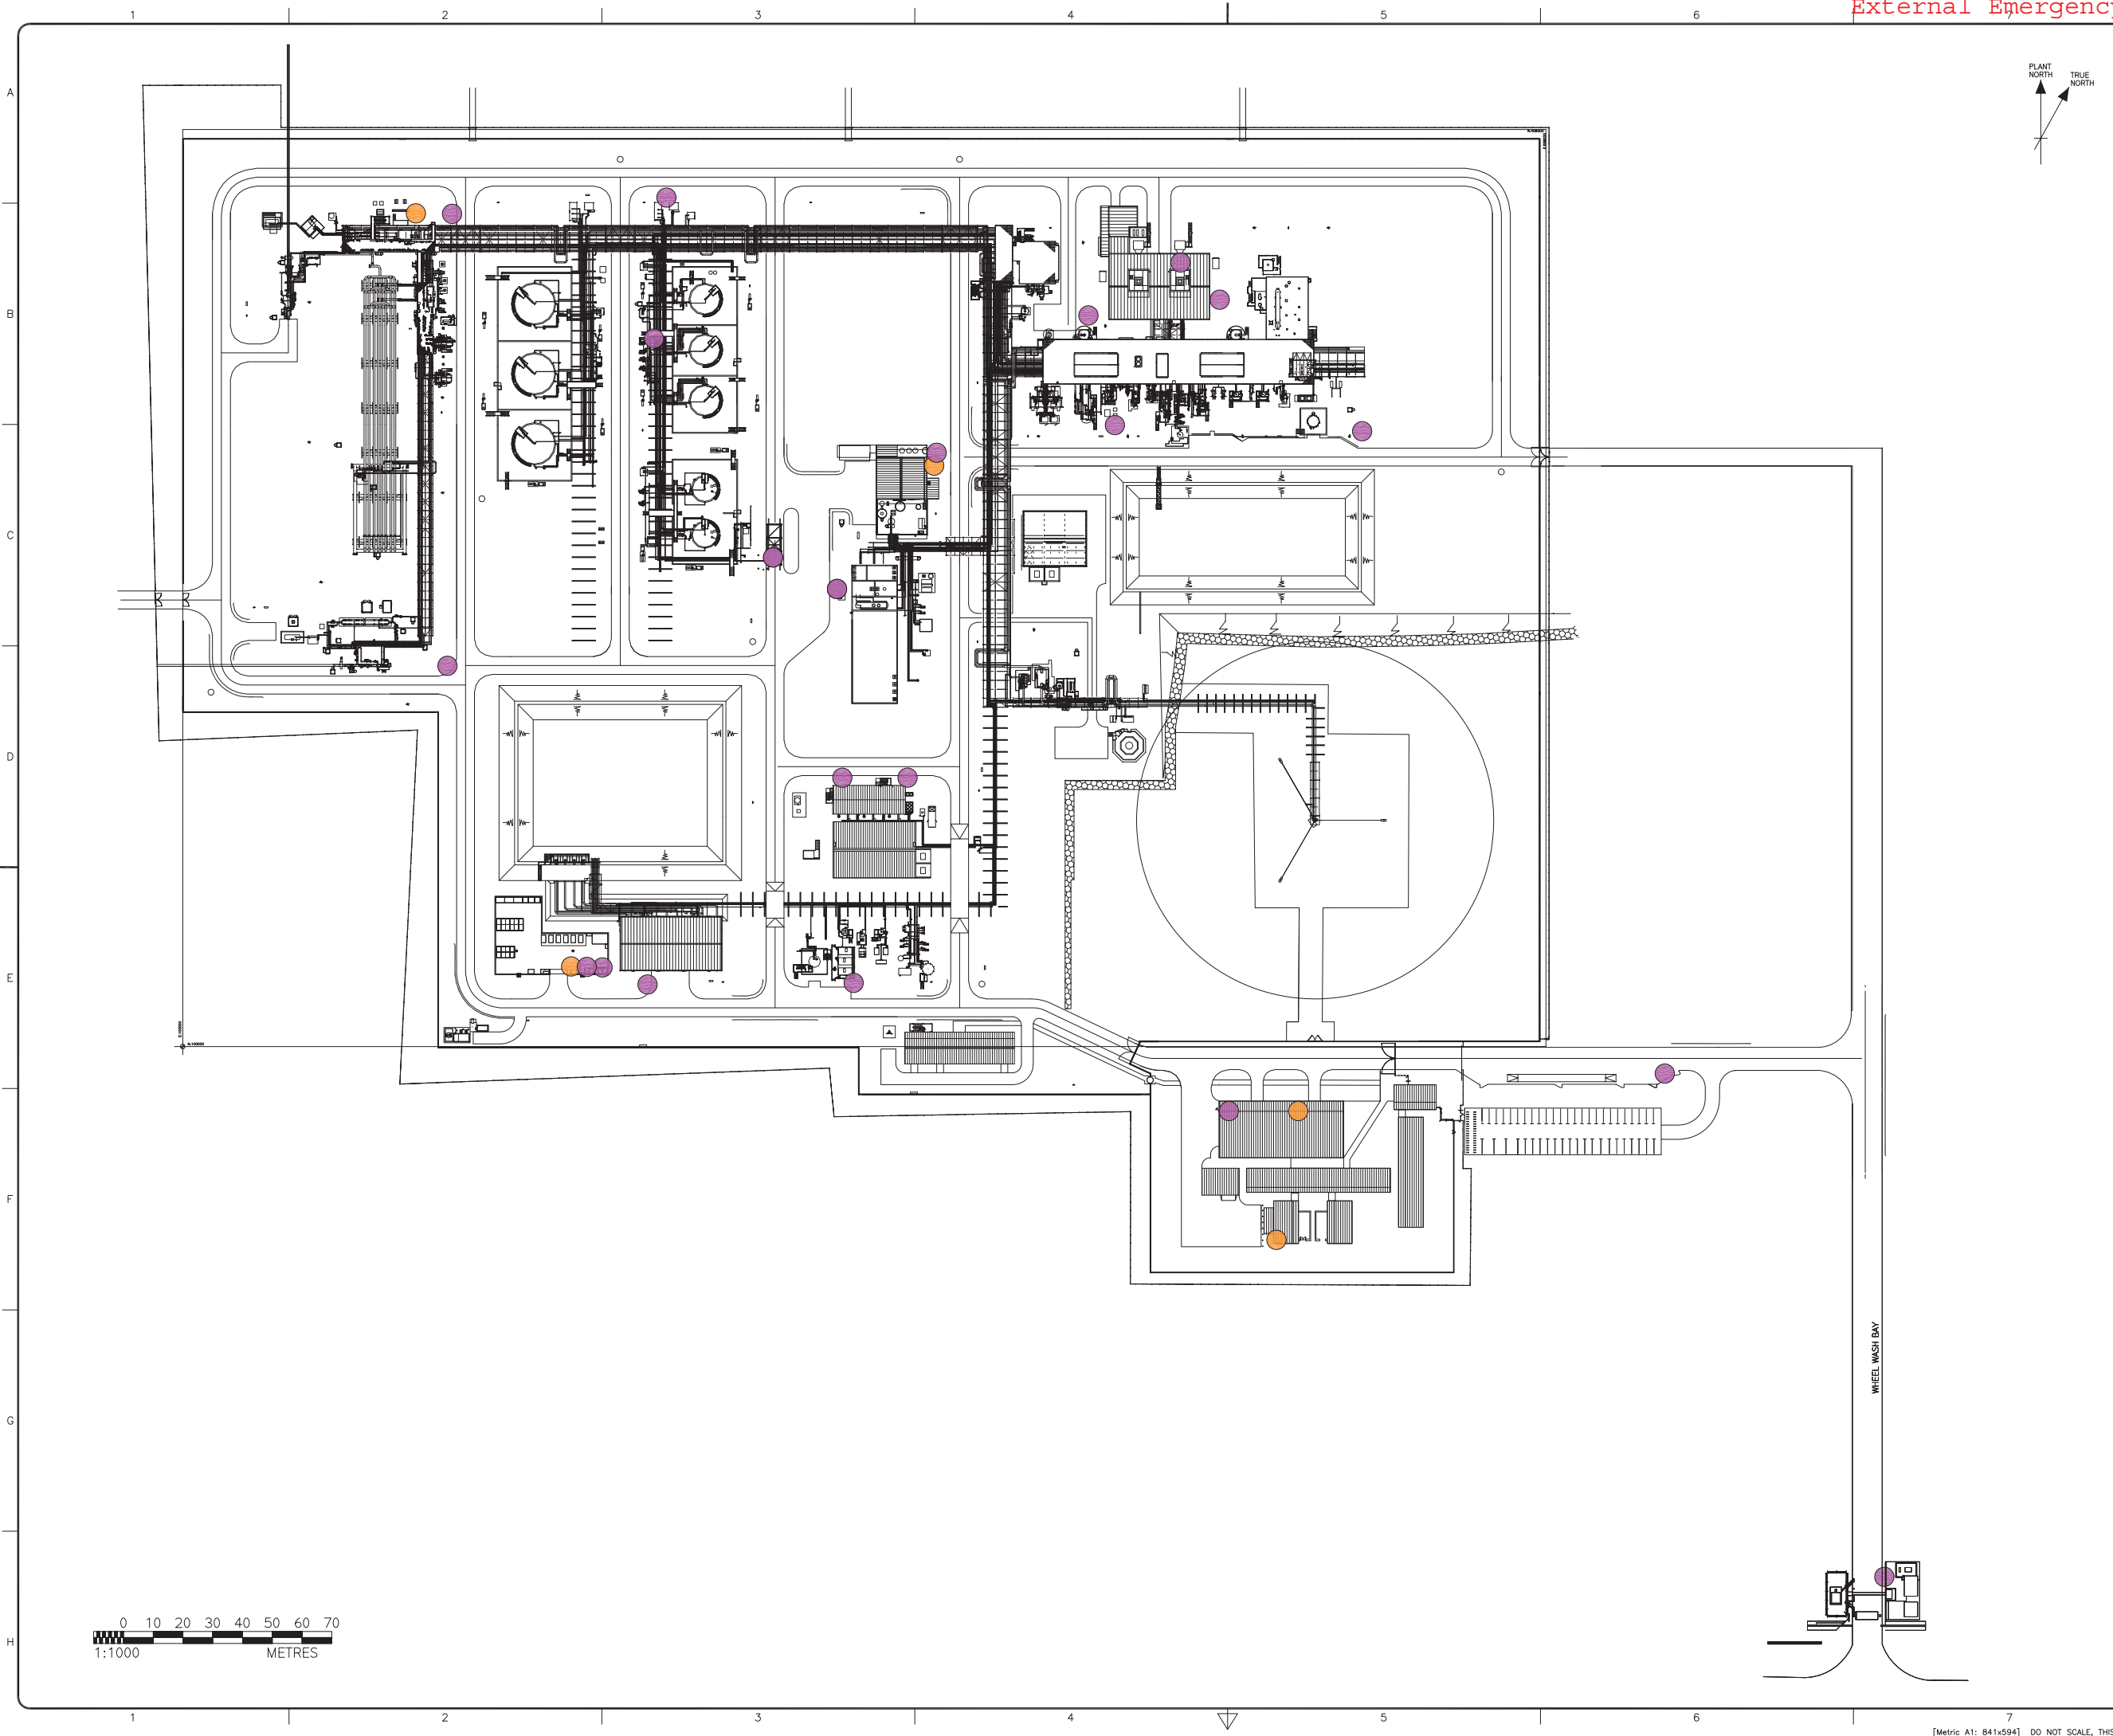 External Emergency
1 2 3 4 5 6 7
PLANT
NORTH
TRUE
NORTH
A
B
C
D
E
F
G
H
WHEEL WASH BAY
0 10 20 30 40 50 60 70
1:1000 METRES
1 2 3 4 5 6 7
[Metric A1: 841x594] DO NOT SCALE, THIS